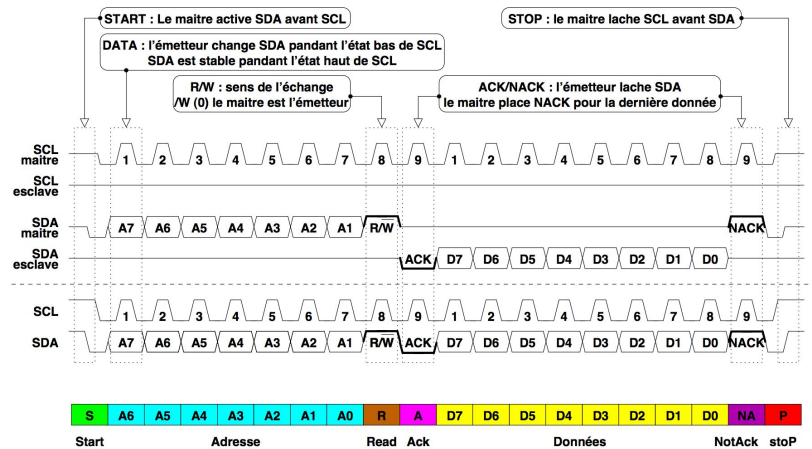 START : Le maitre active SDA avant SCL
STOP : le maitre lache SCL avant SDA
DATA : l'émetteur change SDA pandant l'état bas de SCL
SDA est stable pandant l'état haut de SCL
R/W : sens de l'échange
/W (0) le maitre est l'émetteur
ACK/NACK : l'émetteur lache SDA
le maitre place NACK pour la dernière donnée
SCL
maitre
1 2 3 4 5 6 7 8 9 1 2 3 4 5 6 7 8 9
SCL
esclave
SDA
maitre
A7 A6 A5 A4 A3 A2 A1 R/W NACK
SDA
esclave
ACK D7 D6 D5 D4 D3 D2 D1 D0
SCL
1 2 3 4 5 6 7 8 9 1 2 3 4 5 6 7 8 9
SDA
A7 A6 A5 A4 A3 A2 A1 R/W ACK D7 D6 D5 D4 D3 D2 D1 D0 NACK
S A6 A5 A4 A3 A2 A1 A0 R A D7 D6 D5 D4 D3 D2 D1 D0 NA P
Start Adresse Read Ack Données NotAck stoP